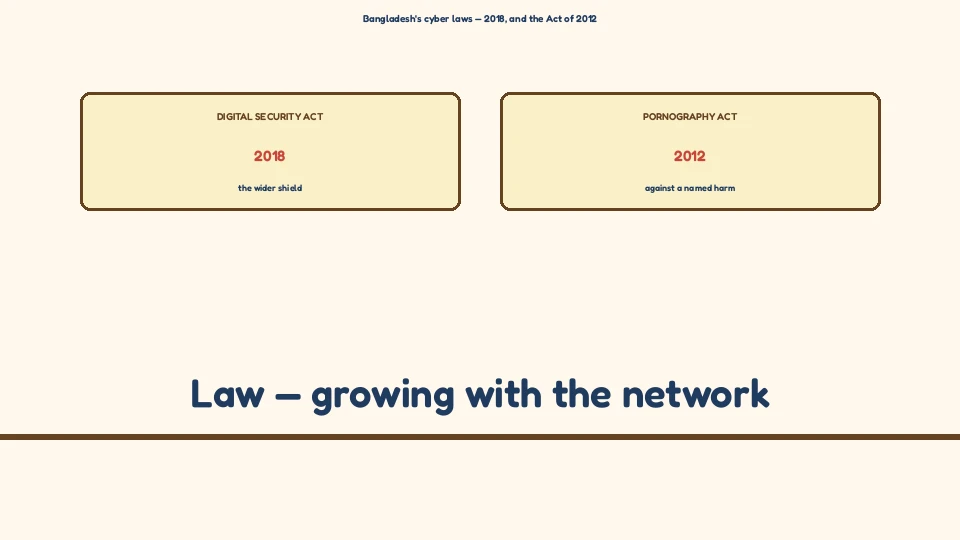 Bangladesh's cyber laws — 2018, and the Act of 2012
DIGITAL SECURITY ACT
2018
the wider shield
PORNOGRAPHY ACT
2012
against a named harm
Law — growing with the network